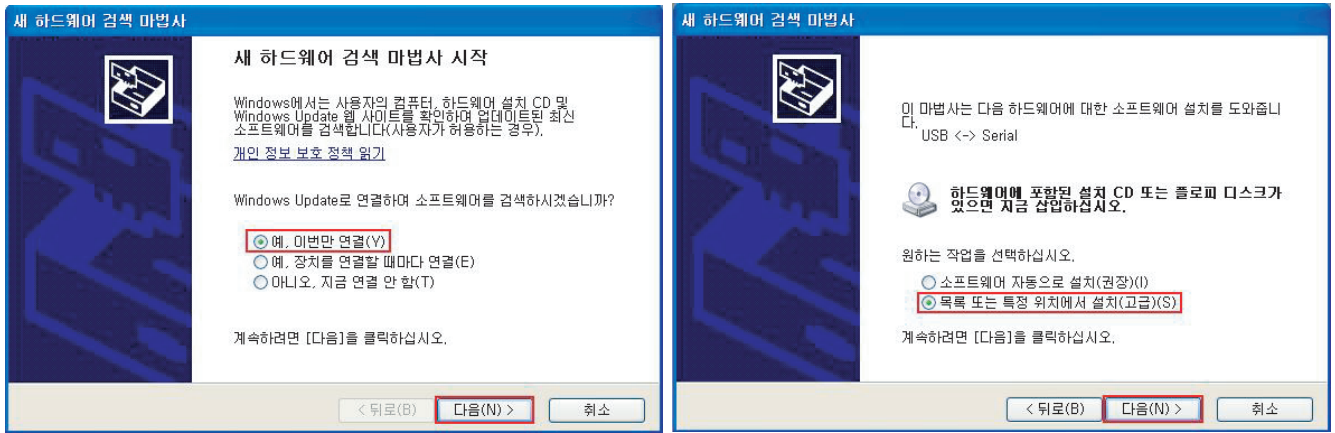 새 하드웨어 검색 마법사
새 하드웨어 검색 마법사 시작
Windows에서는 사용자의 컴퓨터, 하드웨어 설치 CD 및
Windows Update 웹 사이트를 확인하여 업데이트된 최신
소프트웨어를 검색합니다(사용자가 허용하는 경우).
개인 정보 보호 정책 읽기
Windows Update로 연결하여 소프트웨어를 검색하시겠습니까?
예, 이번만 연결(Y)
예, 장치를 연결할 때마다 연결(E)
아니오, 지금 연결 안 함(T)
계속하려면 [다음]을 클릭하십시오.
< 뒤로(B) 다음(N) > 취소
새 하드웨어 검색 마법사
이 마법사는 다음 하드웨어에 대한 소프트웨어 설치를 도와줍니
다.
USB <-> Serial
하드웨어에 포함된 설치 CD 또는 플로피 디스크가
있으면 지금 삽입하십시오.
원하는 작업을 선택하십시오.
소프트웨어 자동으로 설치(권장)(I)
목록 또는 특정 위치에서 설치(고급)(S)
계속하려면 [다음]을 클릭하십시오.
< 뒤로(B) 다음(N) > 취소